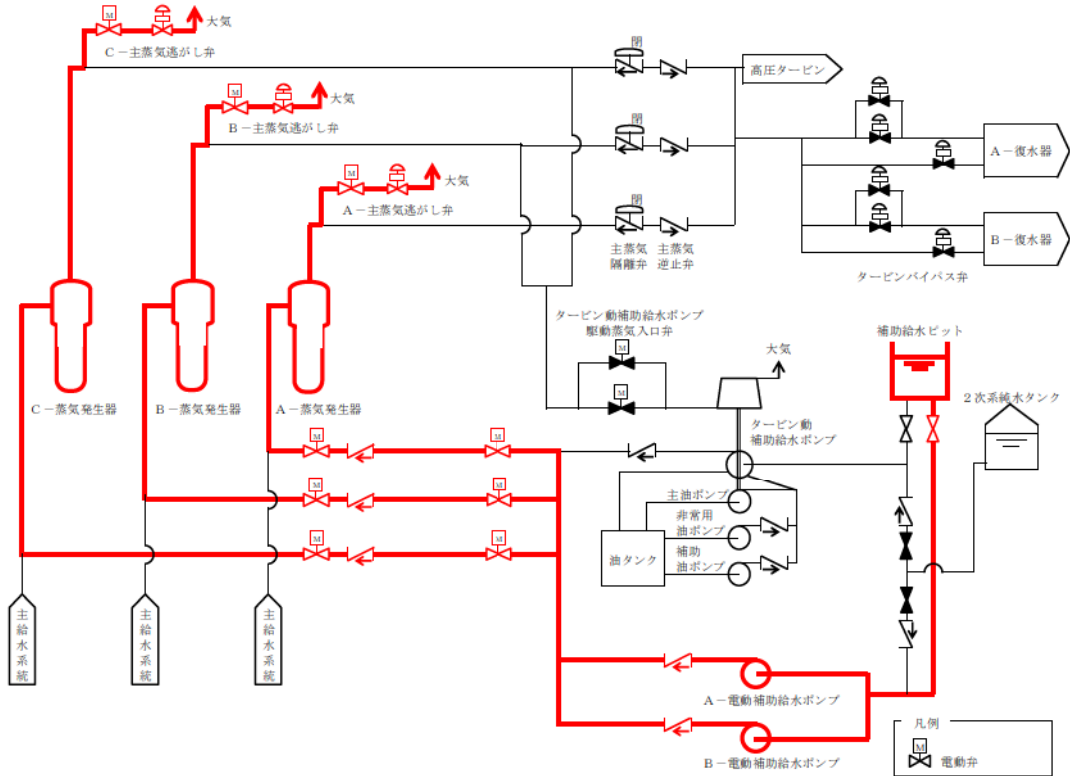 M
大気
C－主蒸気逃がし弁
閉
高圧タービン
M
大気
B－主蒸気逃がし弁
閉
A－復水器
M
大気
A－主蒸気逃がし弁
閉
主蒸気
隔離弁
主蒸気
逆止弁
B－復水器
タービンバイパス弁
タービン動補助給水ポンプ
駆動蒸気入口弁
M
M
大気
補助給水ピット
2次系純水タンク
C－蒸気発生器
B－蒸気発生器
A－蒸気発生器
タービン動
補助給水ポンプ
M
M
M
M
M
M
主油ポンプ
非常用
油ポンプ
補助
油ポンプ
油タンク
主給水系統
主給水系統
主給水系統
A－電動補助給水ポンプ
B－電動補助給水ポンプ
凡例
M
電動弁